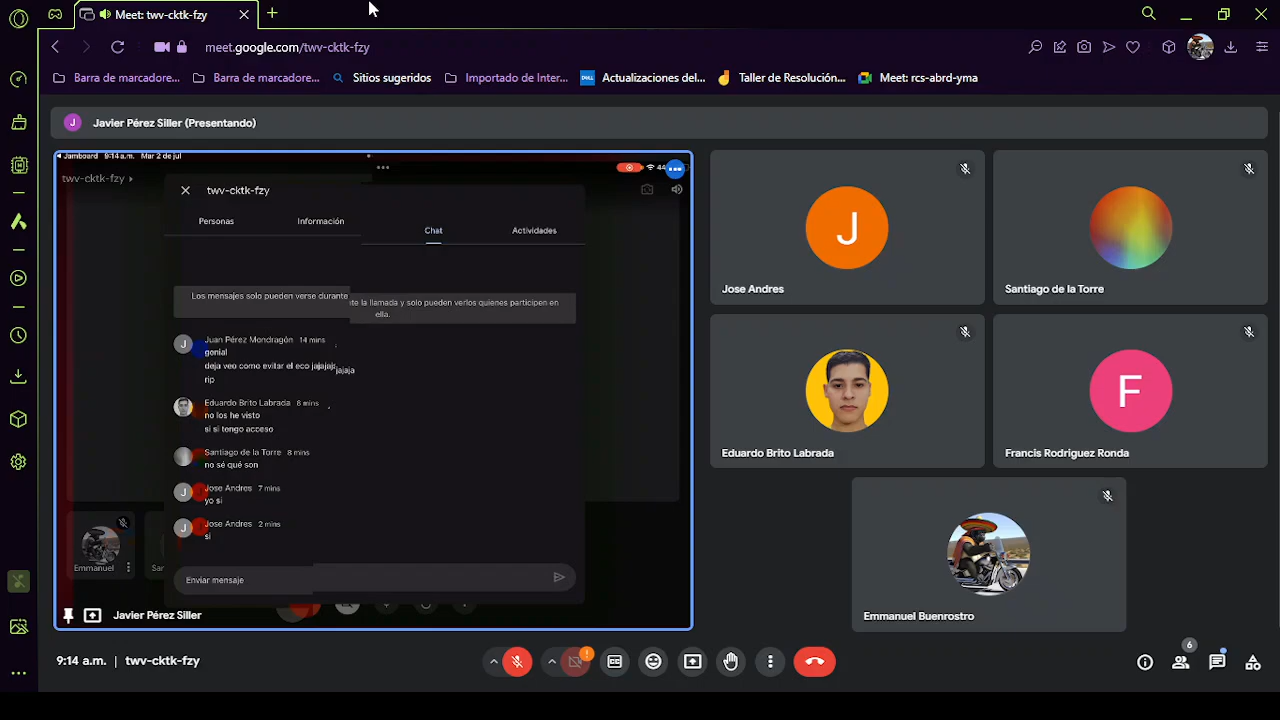 Meet: twv-cktk-fzy
meet.google.com/twv-cktk-fzy
Barra de marcadore...
Barra de marcadore...
Sitios sugeridos
Importado de Inter...
Actualizaciones del...
Taller de Resolución...
Meet: rcs-abrd-yma
J
Javier Pérez Siller (Presentando)
Jamboard 9:14 a.m. Mar 2 de jul
44
twv-cktk-fzy
twv-cktk-fzy
Personas
Información
Chat
Actividades
Los mensajes solo pueden verse durante
te la llamada y solo pueden verlos quienes participen en
ella.
J
Juan Pérez Mondragón 14 mins
genial
deja veo como evitar el eco jajajaja
jajaja
rip
Eduardo Brito Labrada 8 mins
no los he visto
si si tengo acceso
Santiago de la Torre 8 mins
no sé qué son
J
Jose Andres 7 mins
yo si
J
Jose Andres 2 mins
si
Enviar mensaje
Emmanuel
San
Javier Pérez Siller
J
Jose Andres
Santiago de la Torre
Eduardo Brito Labrada
F
Francis Rodríguez Ronda
Emmanuel Buenrostro
9:14 a.m. | twv-cktk-fzy
6